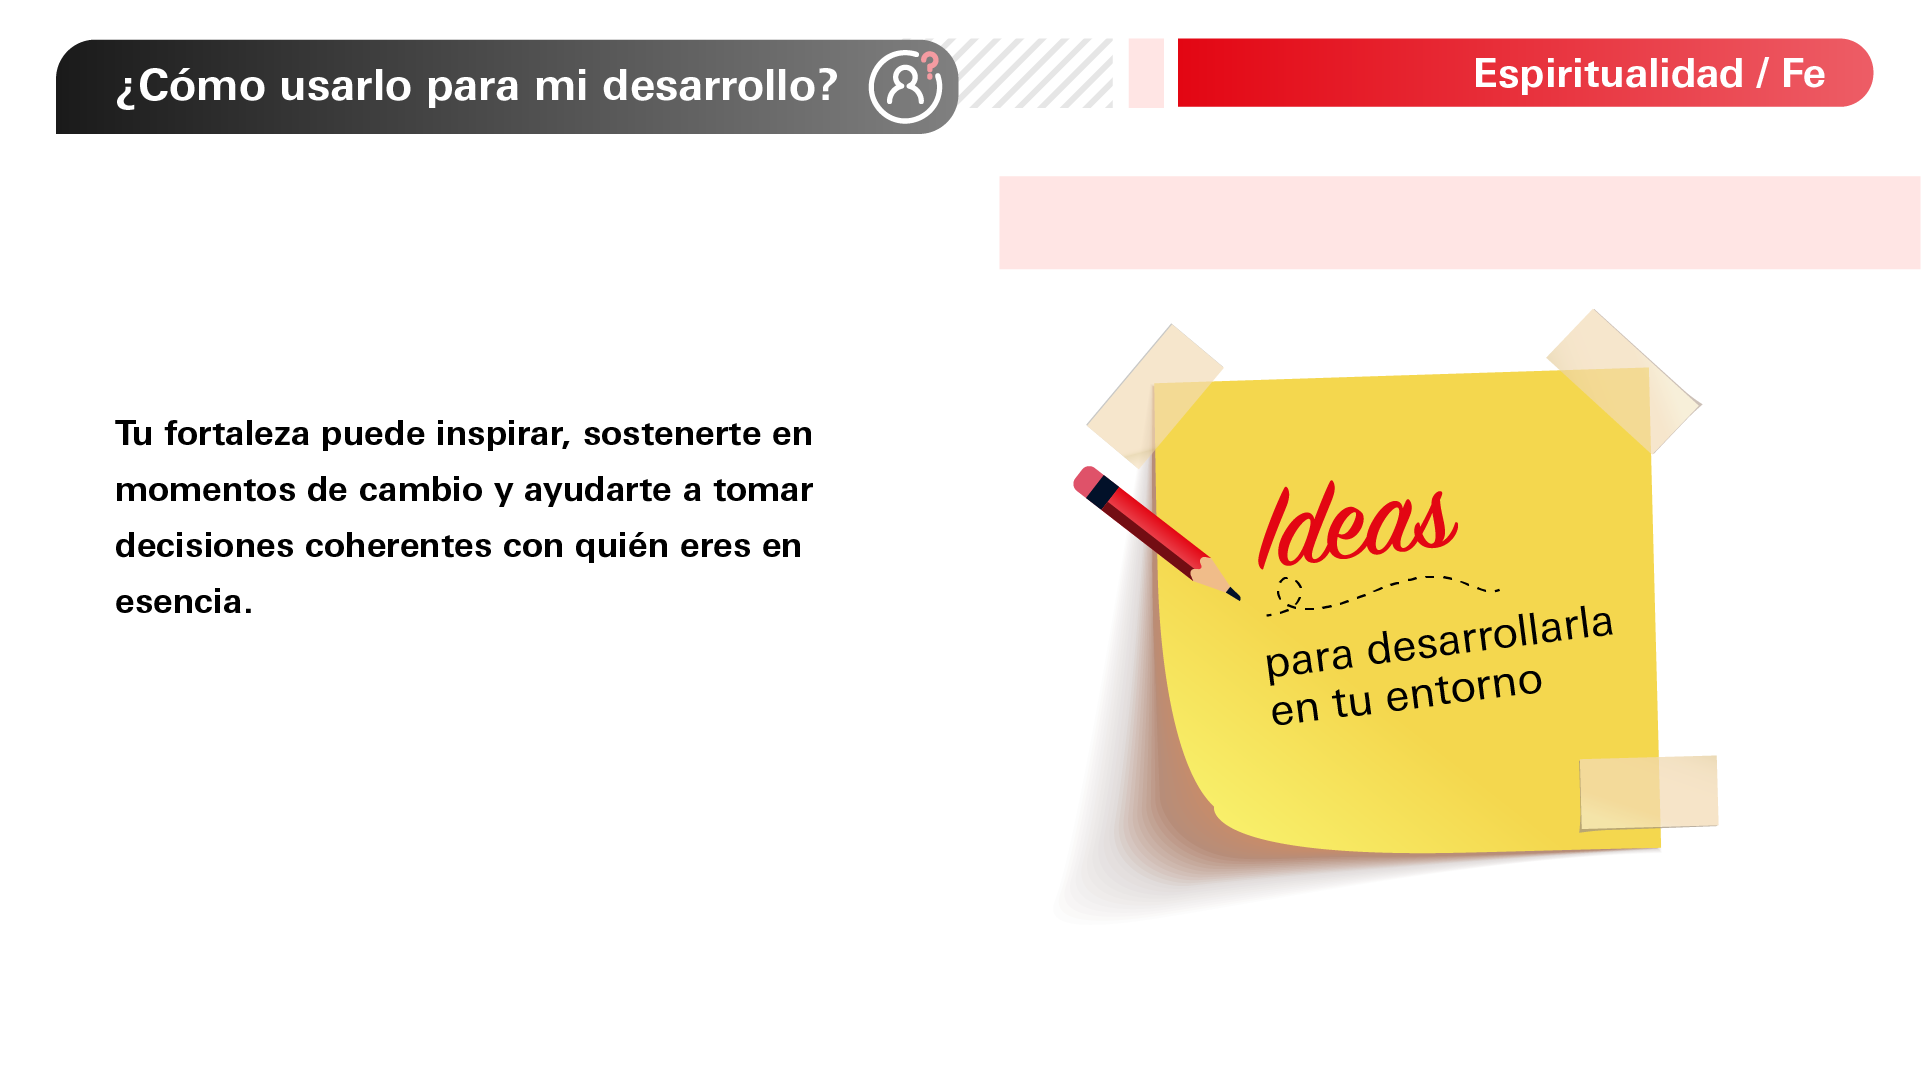 ¿Cómo usarlo para mi desarrollo?
Espiritualidad / Fe
Tu fortaleza puede inspirar, sostenerte en
momentos de cambio y ayudarte a tomar
decisiones coherentes con quién eres en
esencia.
Ideas
para desarrollarla
en tu entorno